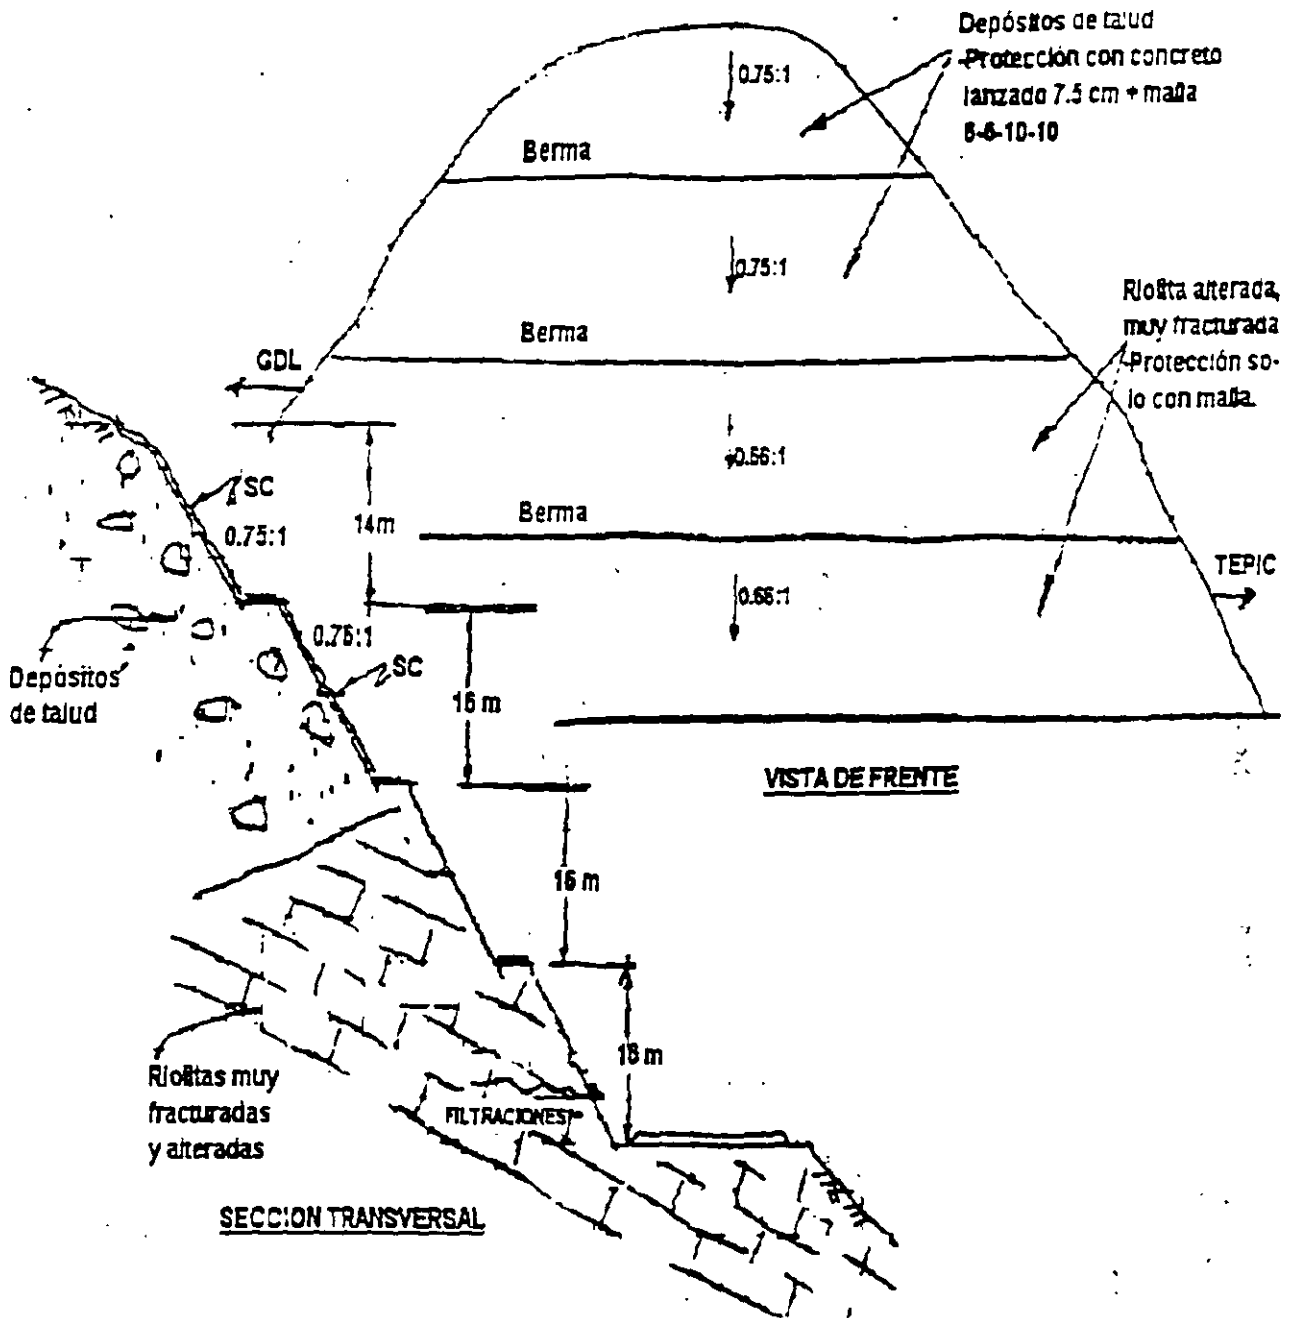 Depósitos de talud
-Protección con concreto
lanzado 7.5 cm + malla
6-6-10-10
0.75:1
Berma
0.75:1
Riolita alterada,
muy fracturada
-Protección so-
lo con malla.
Berma
GDL
0.66:1
SC
0.75:1
14m
Berma
TEPIC
0.66:1
0.75:1
SC
Depósitos
de talud
16 m
VISTA DE FRENTE
16 m
16 m
Riolitas muy
fracturadas
y alteradas
FILTRACIONES
SECCION TRANSVERSAL